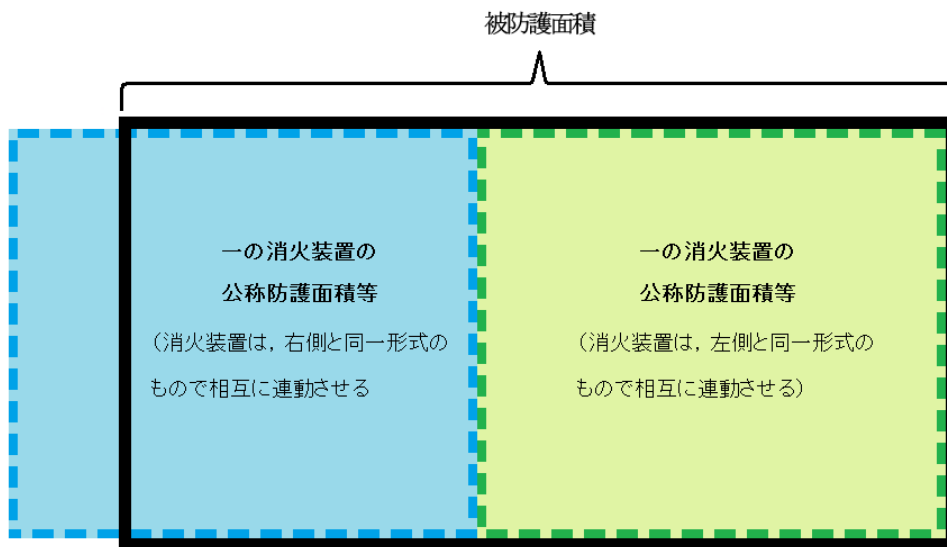 被防護面積
一の消火装置の
公称防護面積等
（消火装置は，右側と同一形式の
もので相互に連動させる
一の消火装置の
公称防護面積等
（消火装置は，左側と同一形式の
もので相互に連動させる）